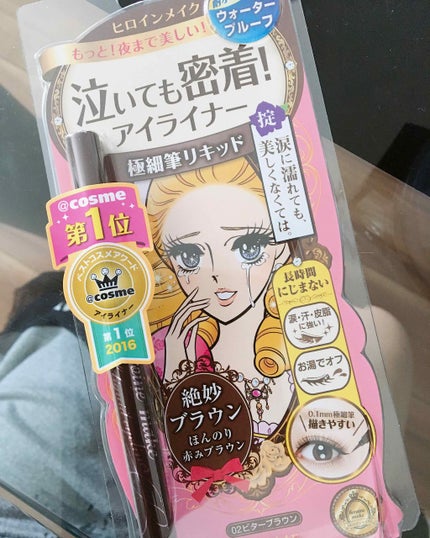 ヒロインメイク
ウォーター
プルーフ
もっと!夜まで美しい!
泣いても密着!
アイライナー
極細筆リキッド
掟
涙に濡れても、
美しくなくては。
@cosme
第1位
ベストコスメアワード
@cosme
アイライナー
第1位
2016
長時間
にじまない
涙・汗・皮脂
に強い!
お湯でオフ
0.1mm極細筆
描きやすい
絶妙
ブラウン
ほんのり
赤みブラウン
02ビターブラウン